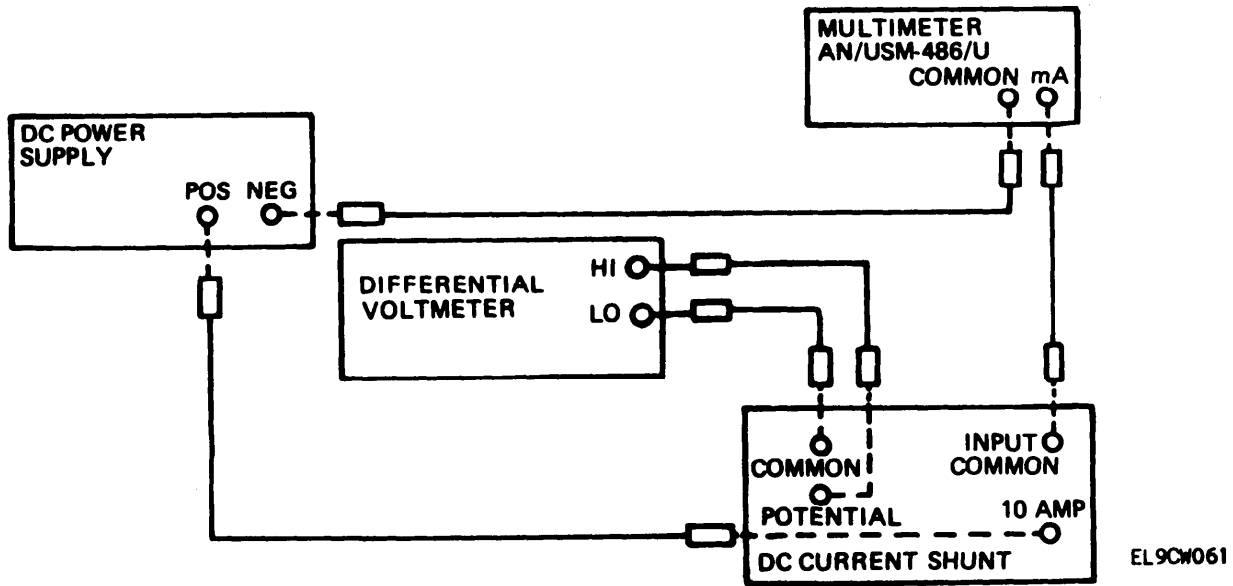 MULTIMETER
AN/USM-486/U
COMMON mA
DC POWER
SUPPLY
POS NEG
DIFFERENTIAL
VOLTMETER
HI
LO
COMMON
POTENTIAL
INPUT
COMMON
10 AMP
DC CURRENT SHUNT
EL9CW061